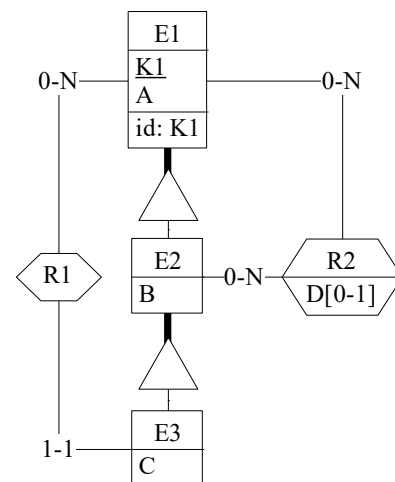 E1
0-N
K1
A
0-N
id: K1
R1
E2
B
0-N
R2
D[0-1]
E3
1-1
C